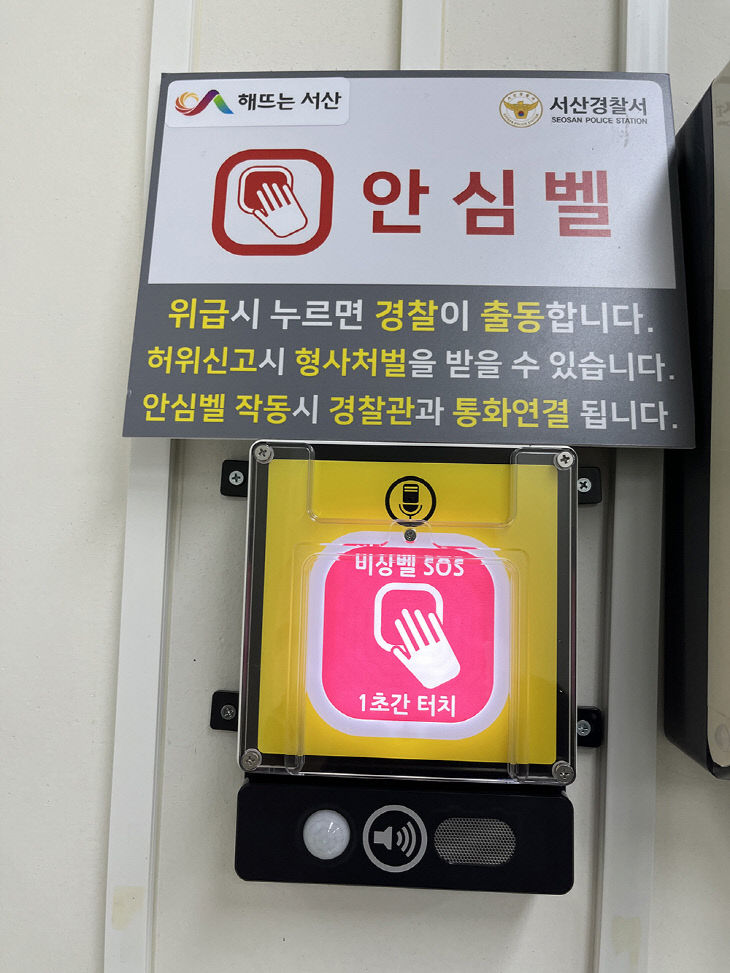 해뜨는 서산
서산경찰서
SEOSAN POLICE STATION
안심벨
위급시 누르면 경찰이 출동합니다.
허위신고시 형사처벌을 받을 수 있습니다.
안심벨 작동시 경찰관과 통화연결 됩니다.
비상벨 SOS
1초간 터치